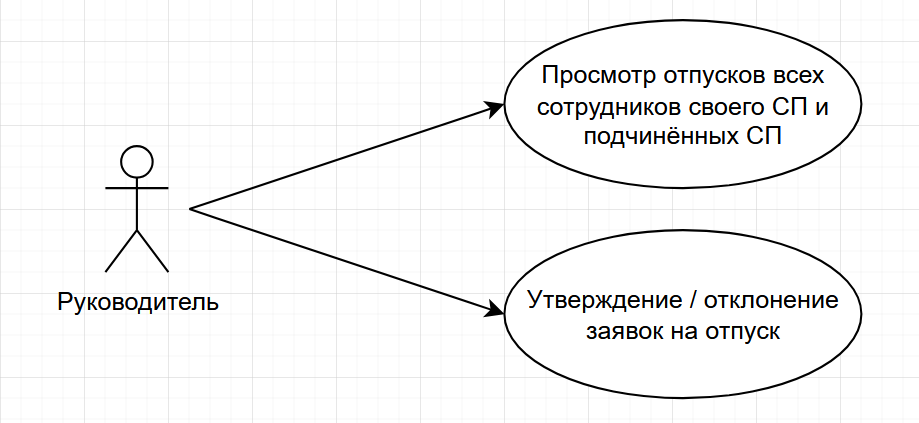 Просмотр отпусков всех
сотрудников своего СП и
подчинённых СП
Руководитель
Утверждение / отклонение
заявок на отпуск